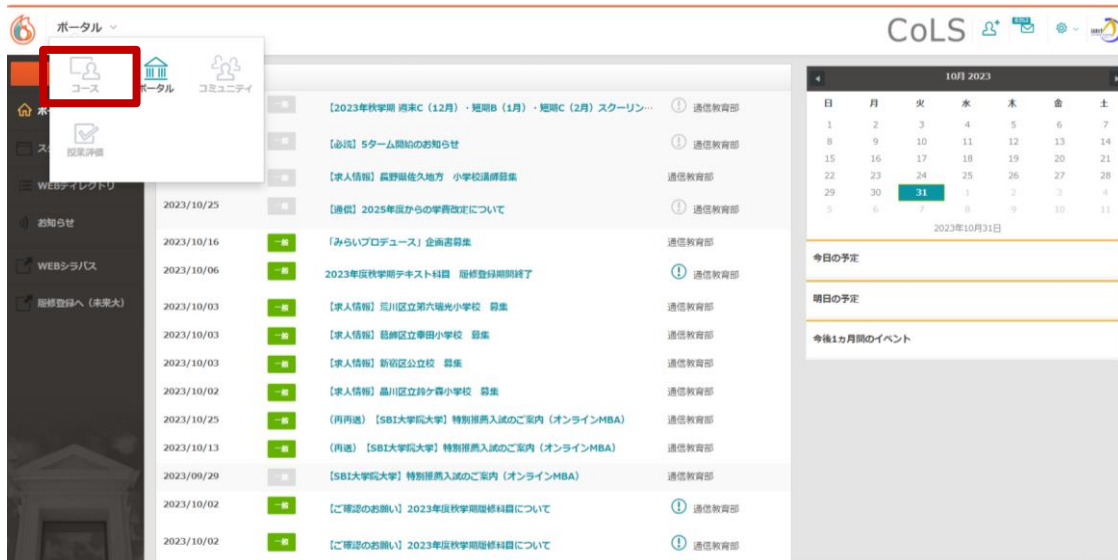 ポータル
CoLS
コース
ポータル
コミュニティ
授業評価
WEBディレクトリ
お知らせ
WEBシラバス
履修登録へ（未来大）
一般 【2023年秋学期 週末C（12月）・短期B（1月）・短期C（2月）スクーリン… 通信教育部
一般 【必読】5ターム開始のお知らせ 通信教育部
一般 【求人情報】長野県佐久地方 小学校講師募集 通信教育部
2023/10/25 一般 【通信】2025年度からの学費改定について 通信教育部
2023/10/16 一般 「みらいプロデュース」企画書募集 通信教育部
2023/10/06 一般 2023年度秋学期テキスト科目 履修登録期間終了 通信教育部
2023/10/03 一般 【求人情報】荒川区立第六瑞光小学校 募集 通信教育部
2023/10/03 一般 【求人情報】葛飾区立幸田小学校 募集 通信教育部
2023/10/03 一般 【求人情報】新宿区公立校 募集 通信教育部
2023/10/02 一般 【求人情報】品川区立鈴ケ森小学校 募集 通信教育部
2023/10/25 一般 （再再送）【SBI大学院大学】特別推薦入試のご案内（オンラインMBA） 通信教育部
2023/10/13 一般 （再送）【SBI大学院大学】特別推薦入試のご案内（オンラインMBA） 通信教育部
2023/09/29 一般 【SBI大学院大学】特別推薦入試のご案内（オンラインMBA） 通信教育部
2023/10/02 一般 【ご確認のお願い】2023年度秋学期履修科目について 通信教育部
2023/10/02 一般 【ご確認のお願い】2023年度秋学期履修科目について 通信教育部
10月 2023
日 月 火 水 木 金 土
1 2 3 4 5 6 7
8 9 10 11 12 13 14
15 16 17 18 19 20 21
22 23 24 25 26 27 28
29 30 31 1 2 3 4
5 6 7 8 9 10 11
2023年10月31日
今日の予定
明日の予定
今後1ヵ月間のイベント